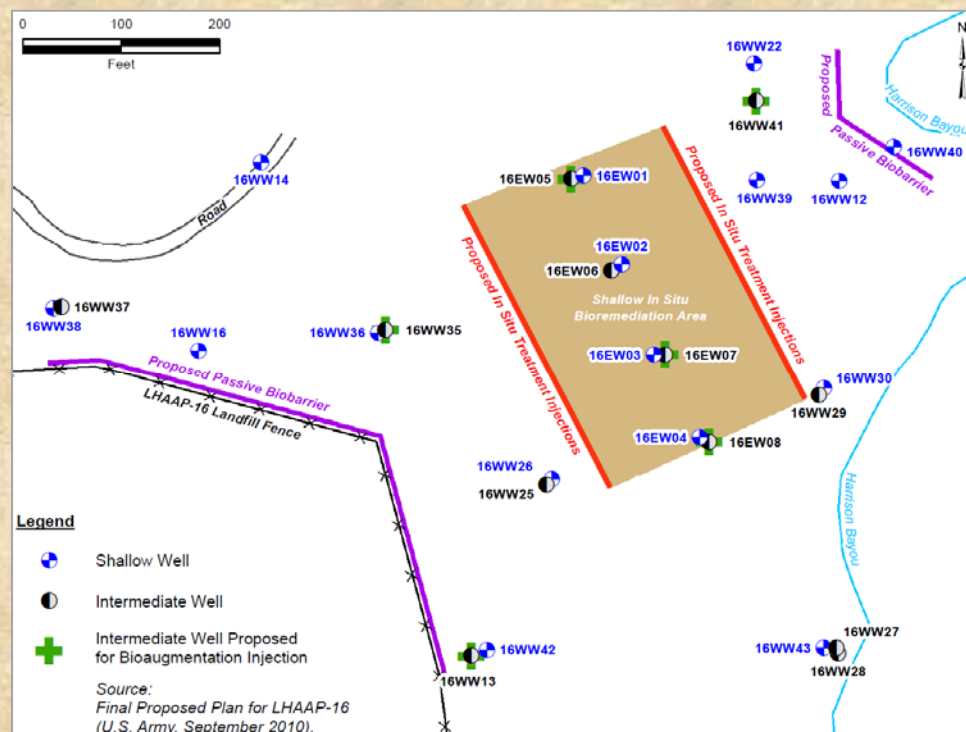 0 100 200
Feet
N
16WW22
Proposed
Passive Biobarrier
Harrison Bayou
16WW41
16WW40
16WW14
Road
16EW05
16EW01
16WW39
16WW12
Proposed In Situ Treatment Injections
Proposed In Situ Treatment Injections
16EW02
16EW06
Shallow In Situ
Bioremediation Area
16WW37
16WW38
16WW16
16WW36
16WW35
16EW03
16EW07
Proposed Passive Biobarrier
LHAAP-16 Landfill Fence
16WW30
16WW29
16EW04
16EW08
16WW26
16WW25
Harrison Bayou
Legend
Shallow Well
Intermediate Well
Intermediate Well Proposed
for Bioaugmentation Injection
Source:
Final Proposed Plan for LHAAP-16
(U.S. Army, September 2010).
16WW42
16WW13
16WW43
16WW27
16WW28